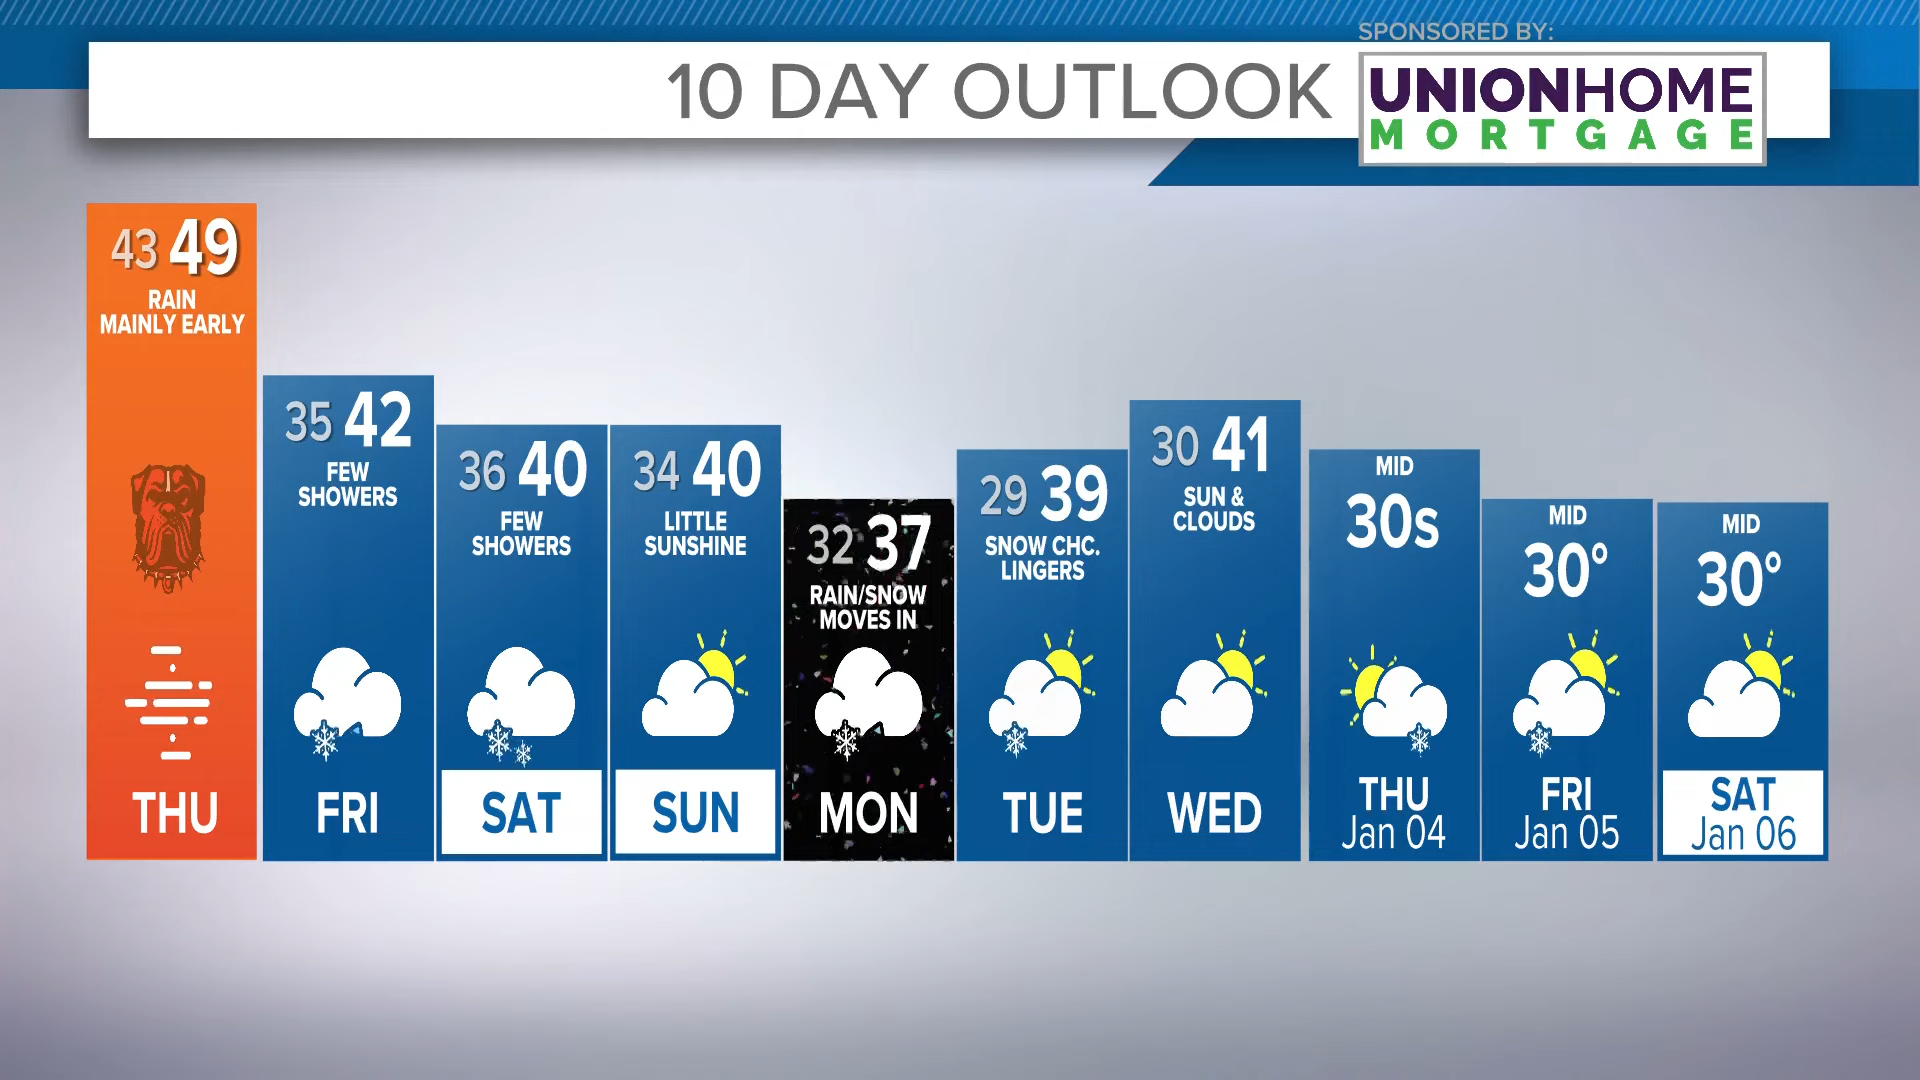 SPONSORED BY:
10 DAY OUTLOOK
UNIONHOME
MORTGAGE
43 49
RAIN
MAINLY EARLY
THU
35 42
FEW
SHOWERS
FRI
36 40
FEW
SHOWERS
SAT
34 40
LITTLE
SUNSHINE
SUN
32 37
RAIN/SNOW
MOVES IN
MON
29 39
SNOW CHC.
LINGERS
TUE
30 41
SUN &
CLOUDS
WED
MID
30s
THU
Jan 04
MID
30°
FRI
Jan 05
MID
30°
SAT
Jan 06